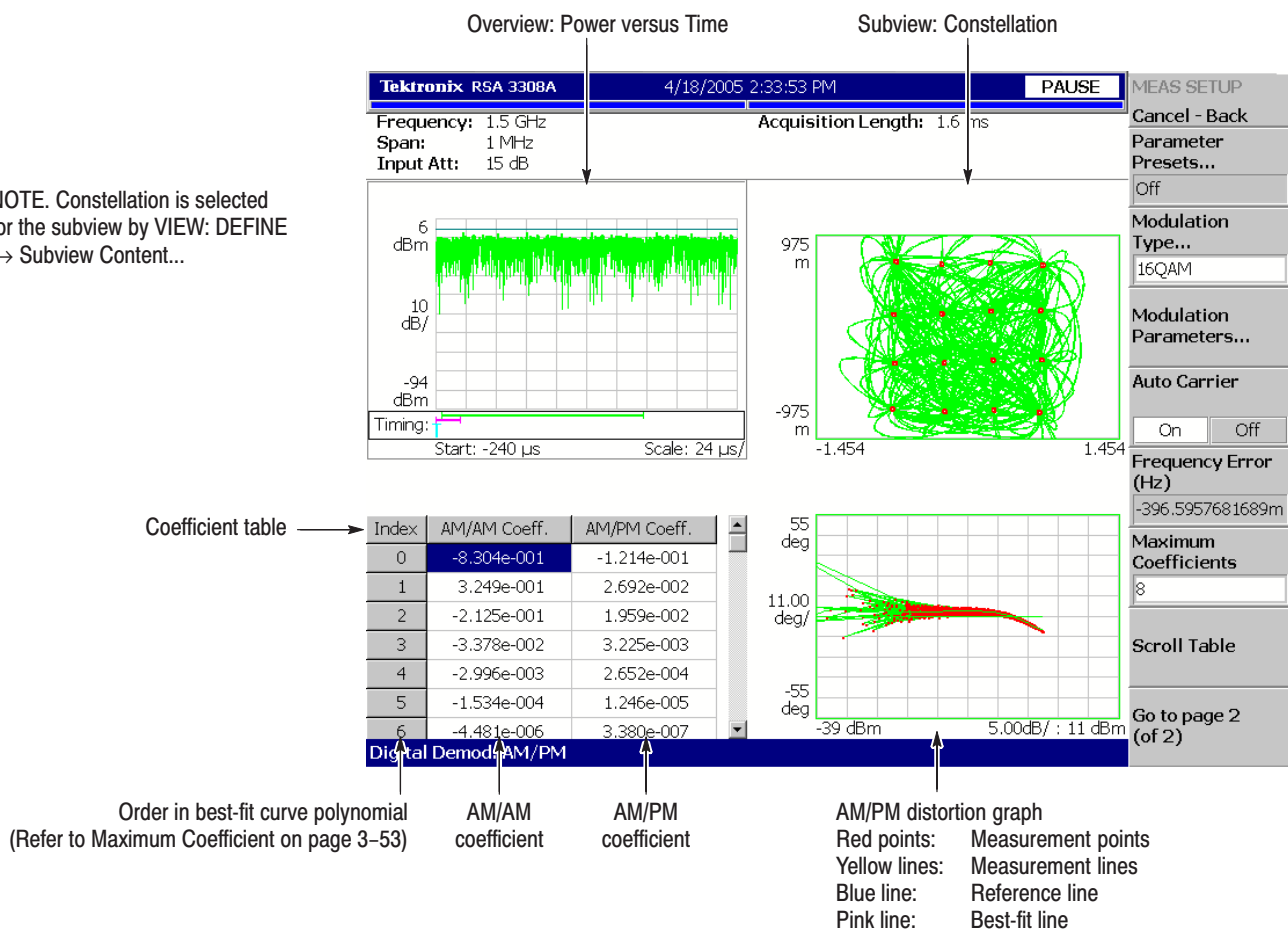 Overview: Power versus Time
Subview: Constellation
Tektronix RSA 3308A
4/18/2005 2:33:53 PM
PAUSE
Frequency: 1.5 GHz
Acquisition Length: 1.6 ms
Span: 1 MHz
Input Att: 15 dB
NOTE. Constellation is selected
or the subview by VIEW: DEFINE
→ Subview Content...
6
dBm
10
dB/
-94
dBm
Timing:
Start: -240 µs
Scale: 24 µs/
975
m
-975
m
-1.454
1.454
Coefficient table
Index AM/AM Coeff. AM/PM Coeff.
0 -8.304e-001 -1.214e-001
1 3.249e-001 2.692e-002
2 -2.125e-001 1.959e-002
3 -3.378e-002 3.225e-003
4 -2.996e-003 2.652e-004
5 -1.534e-004 1.246e-005
6 -4.481e-006 3.380e-007
55
deg
11.00
deg/
-55
deg
-39 dBm
5.00dB/ : 11 dBm
Digital Demod: AM/PM
MEAS SETUP
Cancel - Back
Parameter
Presets...
Off
Modulation
Type...
16QAM
Modulation
Parameters...
Auto Carrier
On Off
Frequency Error
(Hz)
-396.5957681689m
Maximum
Coefficients
8
Scroll Table
Go to page 2
(of 2)
Order in best-fit curve polynomial
(Refer to Maximum Coefficient on page 3–53)
AM/AM
coefficient
AM/PM
coefficient
AM/PM distortion graph
Red points: Measurement points
Yellow lines: Measurement lines
Blue line: Reference line
Pink line: Best-fit line